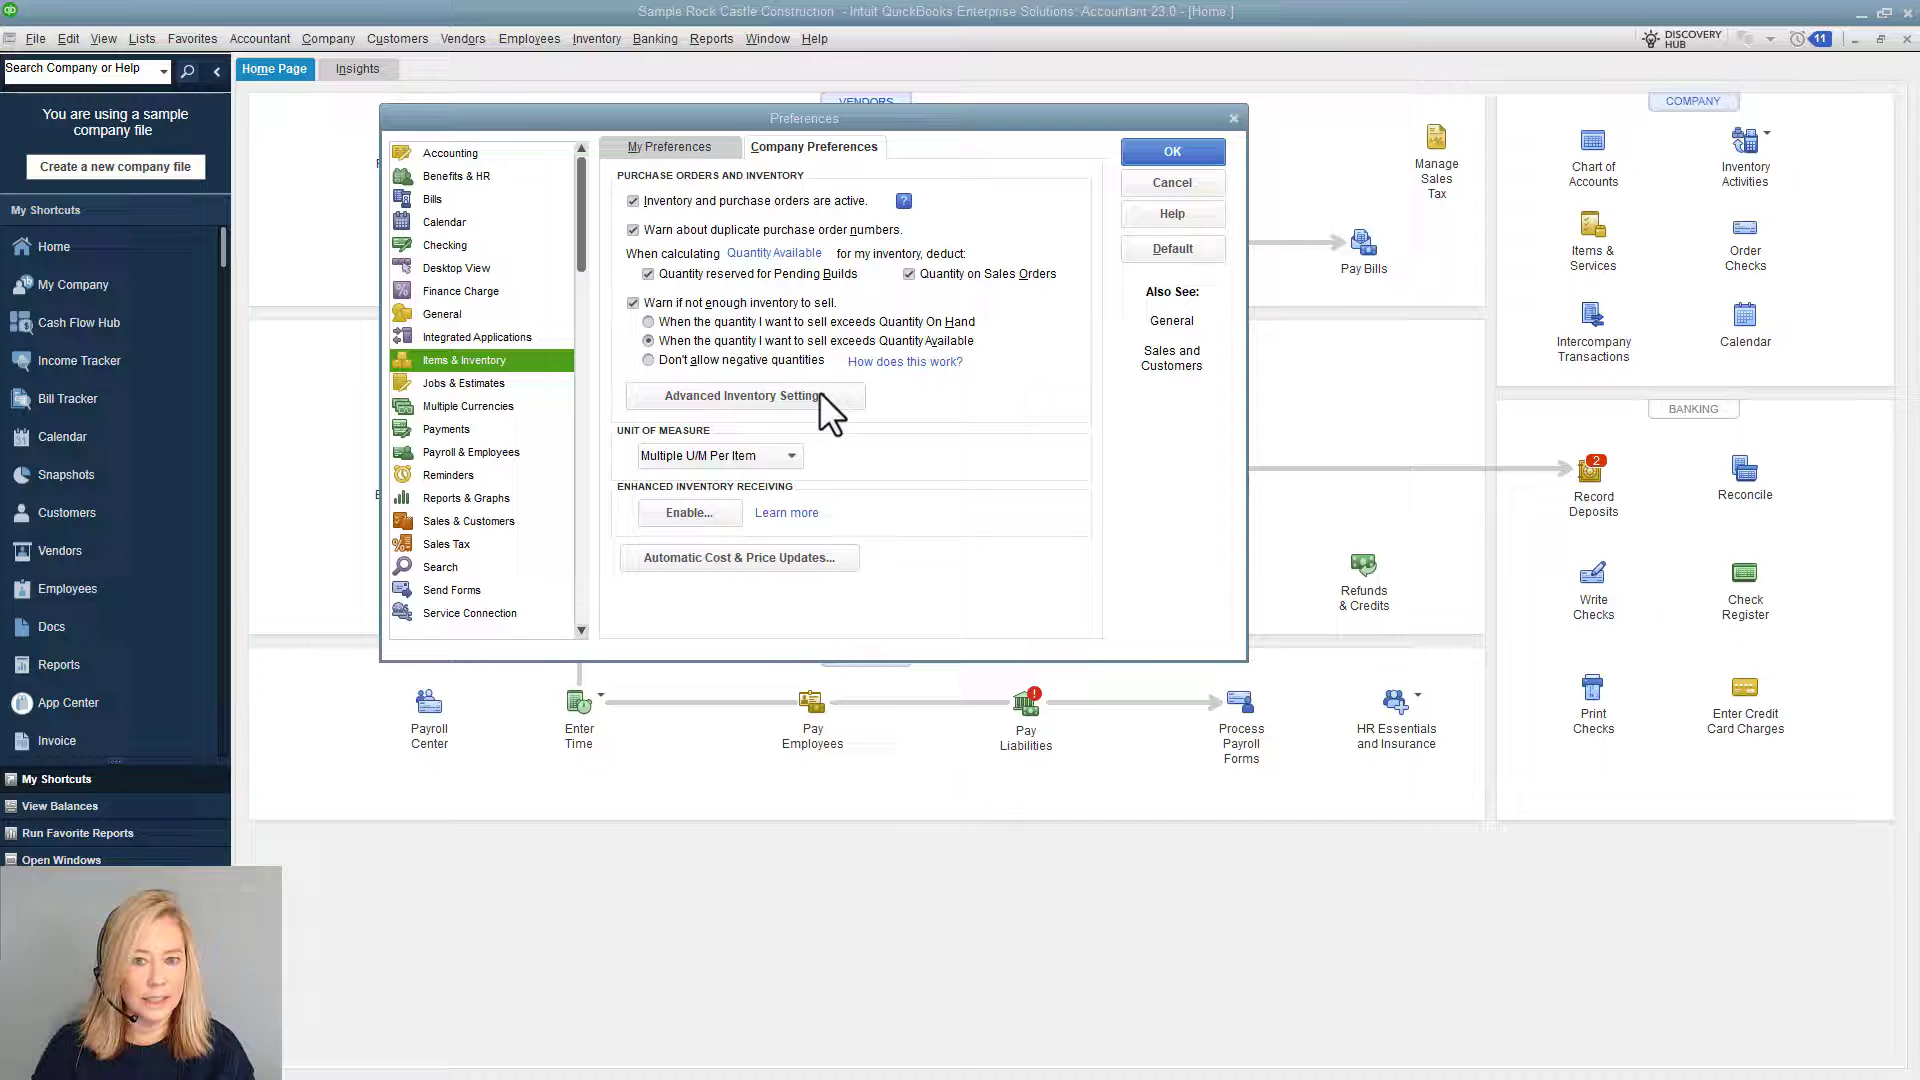 Sample Rock Castle Construction - Intuit QuickBooks Enterprise Solutions: Accountant 23.0 - [Home ]
File Edit View Lists Favorites Accountant Company Customers Vendors Employees Inventory Banking Reports Window Help
DISCOVERY
HUB
11
Search Company or Help
Home Page
Insights
You are using a sample
company file
Create a new company file
My Shortcuts
Home
My Company
Cash Flow Hub
Income Tracker
Bill Tracker
Calendar
Snapshots
Customers
Vendors
Employees
Docs
Reports
App Center
Invoice
My Shortcuts
View Balances
Run Favorite Reports
Open Windows
VENDORS
Preferences
Accounting
Benefits & HR
Bills
Calendar
Checking
Desktop View
Finance Charge
General
Integrated Applications
Items & Inventory
Jobs & Estimates
Multiple Currencies
Payments
Payroll & Employees
Reminders
Reports & Graphs
Sales & Customers
Sales Tax
Search
Send Forms
Service Connection
My Preferences
Company Preferences
PURCHASE ORDERS AND INVENTORY
Inventory and purchase orders are active.
?
Warn about duplicate purchase order numbers.
When calculating Quantity Available for my inventory, deduct:
Quantity reserved for Pending Builds
Quantity on Sales Orders
Warn if not enough inventory to sell.
When the quantity I want to sell exceeds Quantity On Hand
When the quantity I want to sell exceeds Quantity Available
Don't allow negative quantities
How does this work?
Advanced Inventory Setting
UNIT OF MEASURE
Multiple U/M Per Item
ENHANCED INVENTORY RECEIVING
Enable...
Learn more
Automatic Cost & Price Updates...
OK
Cancel
Help
Default
Also See:
General
Sales and
Customers
Manage
Sales
Tax
Pay Bills
Refunds
& Credits
Payroll
Center
Enter
Time
Pay
Employees
Pay
Liabilities
Process
Payroll
Forms
HR Essentials
and Insurance
COMPANY
Chart of
Accounts
Inventory
Activities
Items &
Services
Order
Checks
Intercompany
Transactions
Calendar
BANKING
2
Record
Deposits
Reconcile
Write
Checks
Check
Register
Print
Checks
Enter Credit
Card Charges